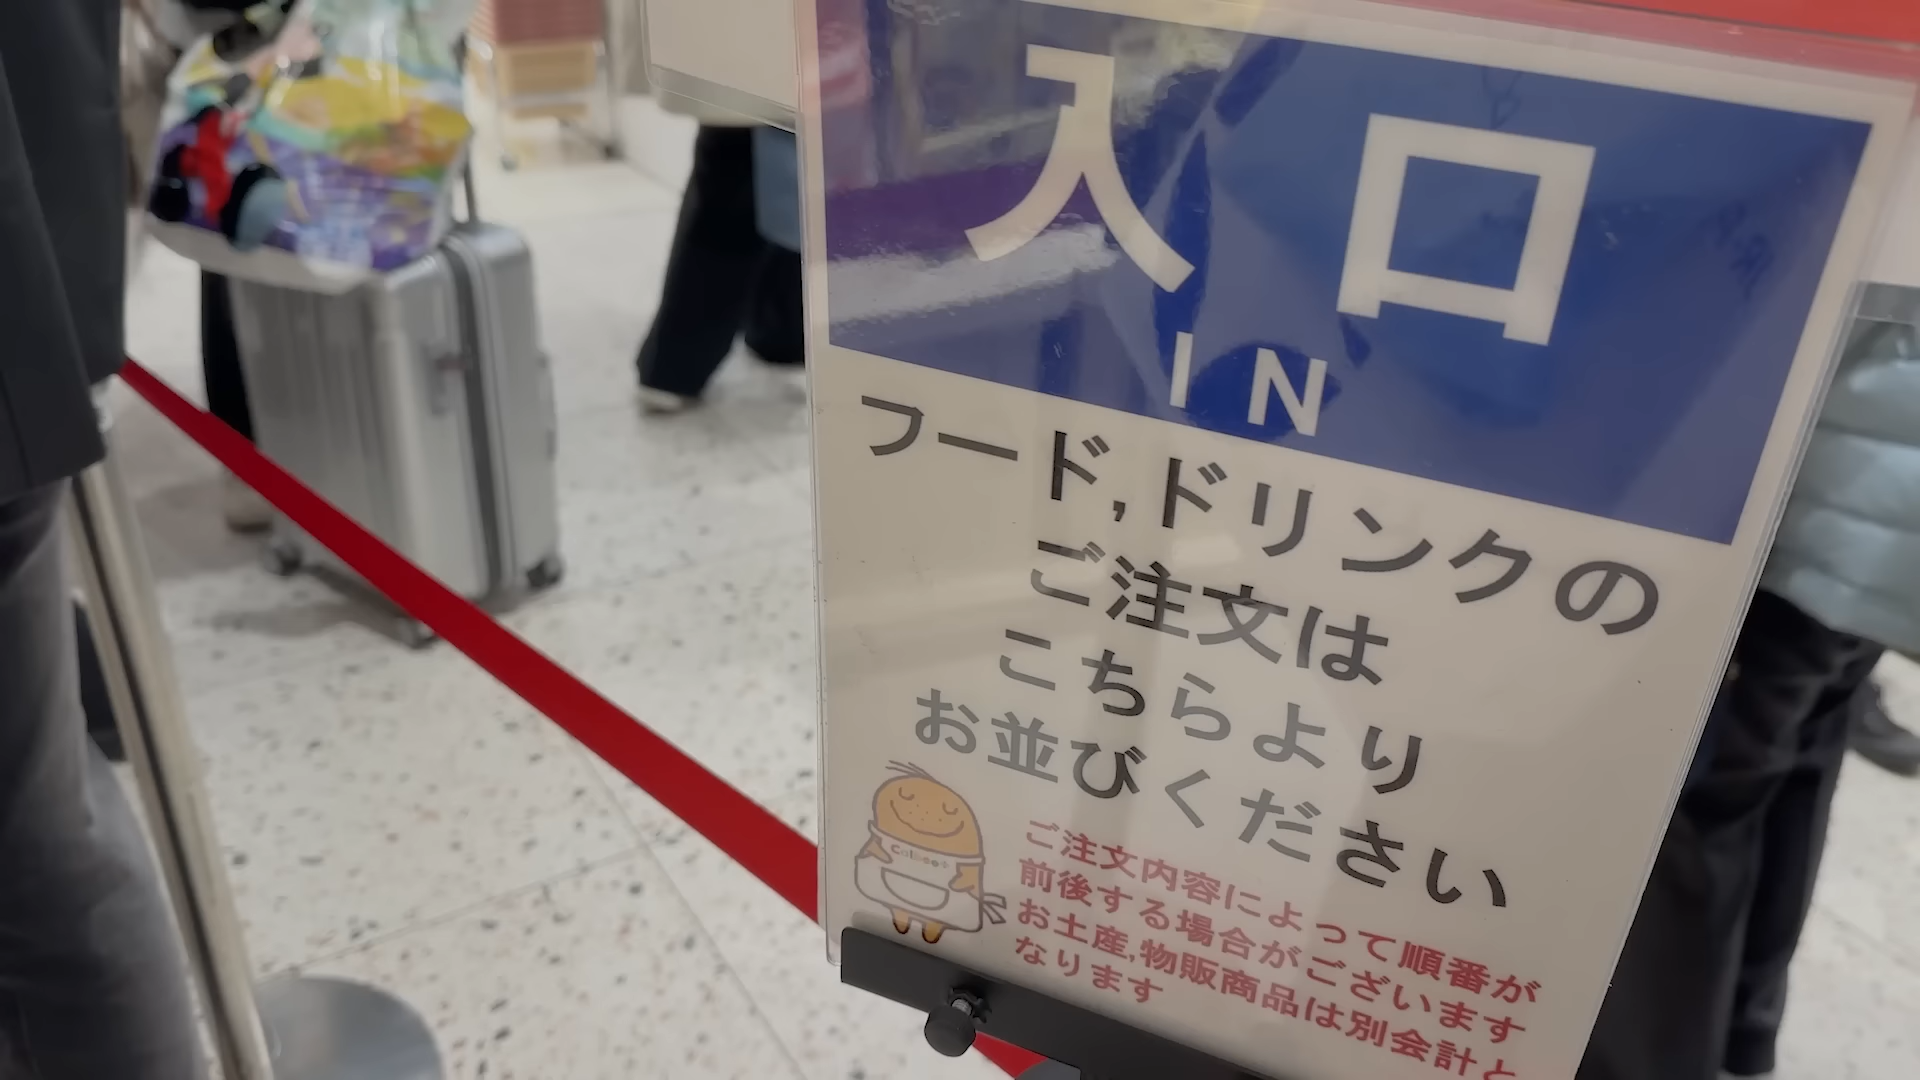 入口
IN
フード,ドリンクの
ご注文は
こちらより
お並びください
Calbee+
ご注文内容によって順番が
前後する場合がございます
お土産,物販商品は別会計と
なります